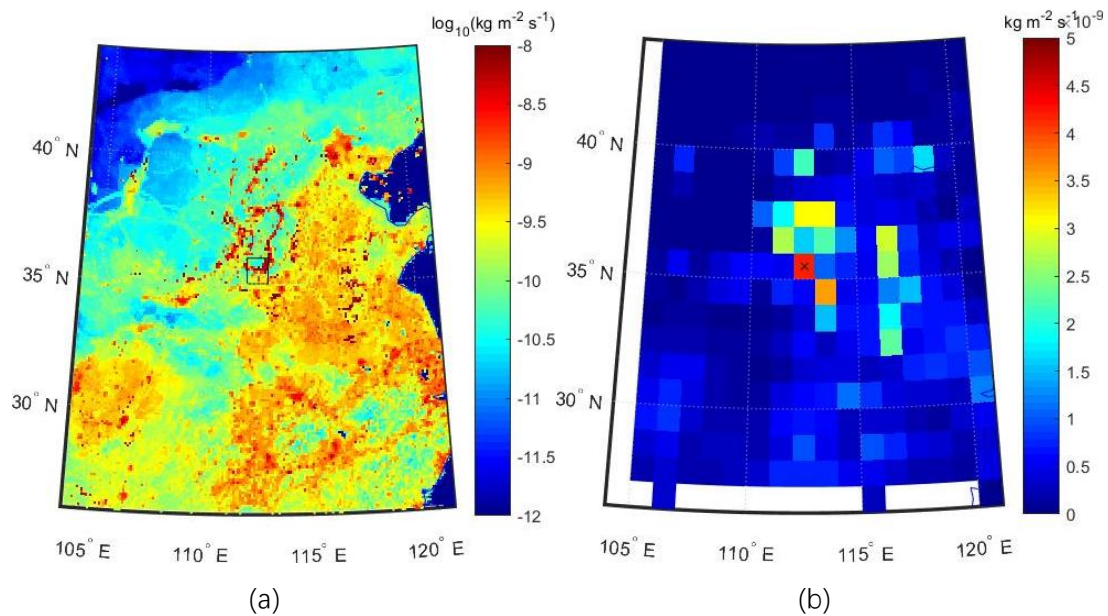 log₁₀(kg m⁻² s⁻¹)
-8
-8.5
-9
-9.5
-10
-10.5
-11
-11.5
-12
40° N
35° N
30° N
105° E
110° E
115° E
120° E
(a)
kg m⁻² s⁻¹×10⁻⁹
5
4.5
4
3.5
3
2.5
2
1.5
1
0.5
0
40° N
35° N
30° N
105° E
110° E
115° E
120° E
(b)